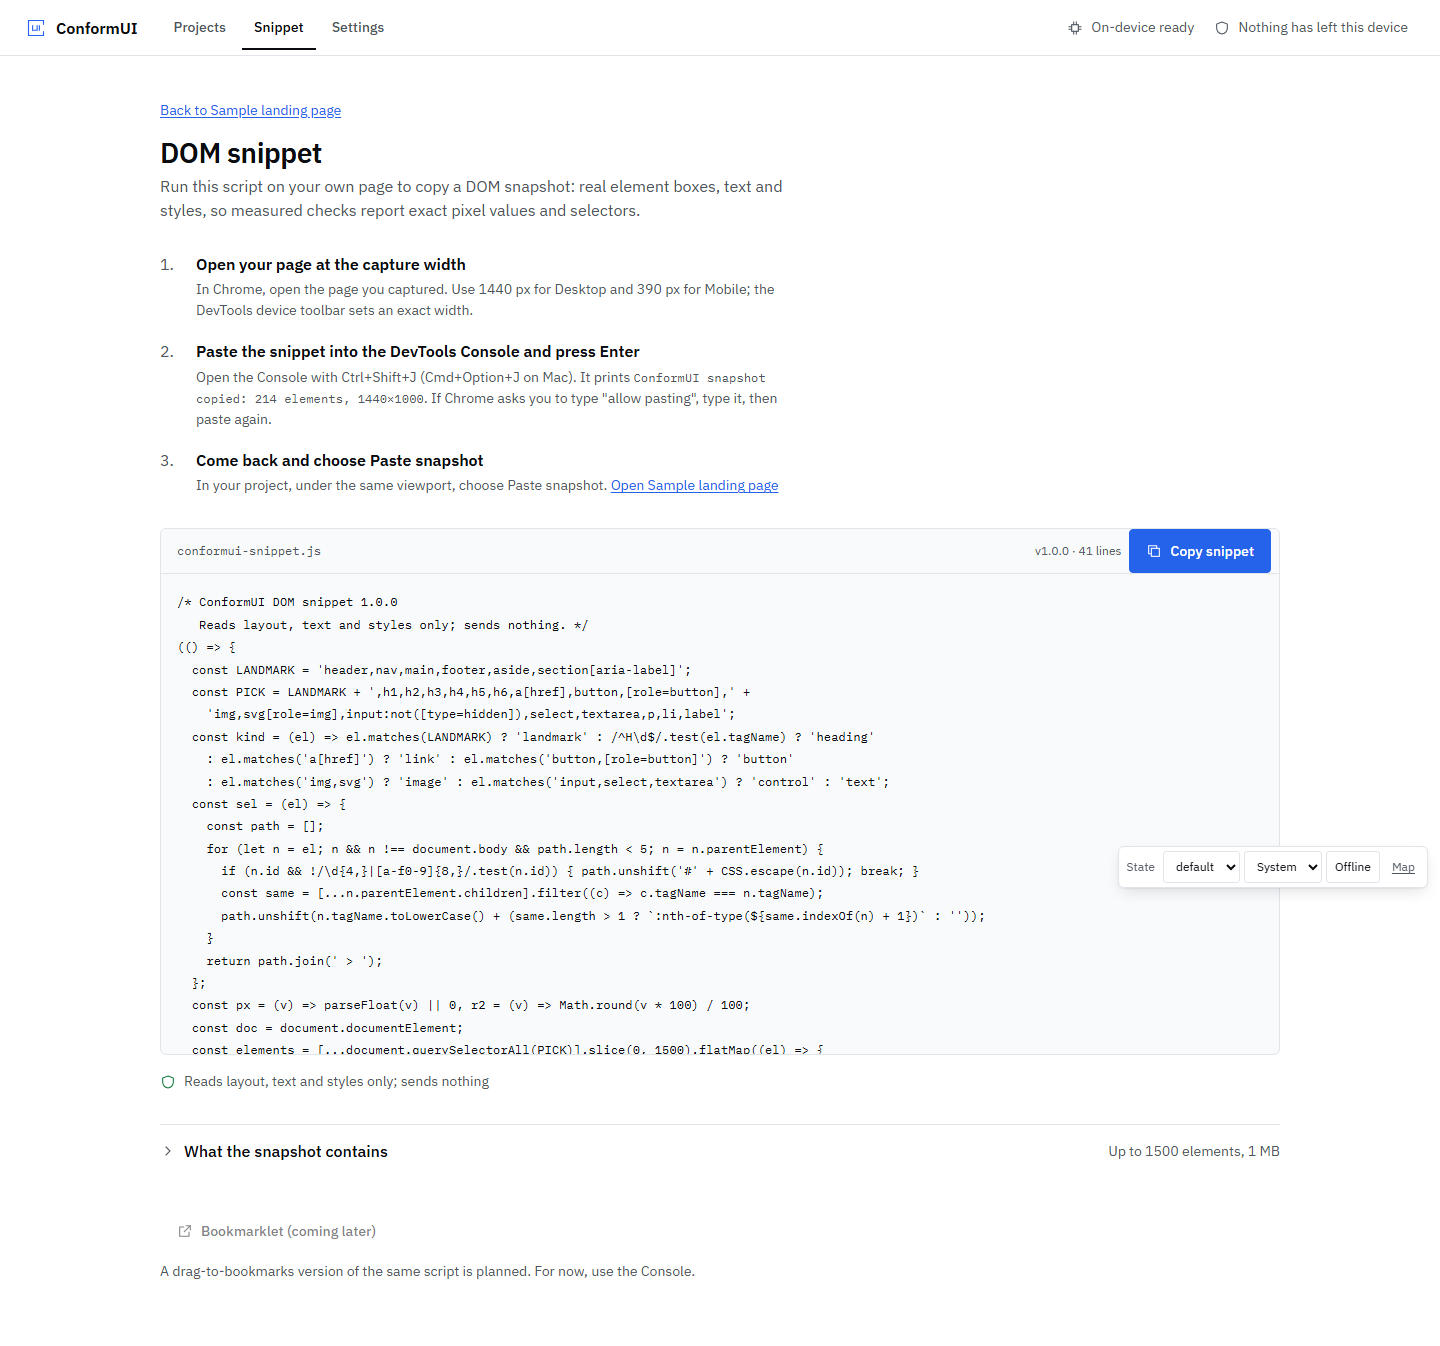 UI ConformUI Projects Snippet Settings On-device ready Nothing has left this device
Back to Sample landing page
DOM snippet
Run this script on your own page to copy a DOM snapshot: real element boxes, text and
styles, so measured checks report exact pixel values and selectors.
1. Open your page at the capture width
In Chrome, open the page you captured. Use 1440 px for Desktop and 390 px for Mobile; the
DevTools device toolbar sets an exact width.
2. Paste the snippet into the DevTools Console and press Enter
Open the Console with Ctrl+Shift+J (Cmd+Option+J on Mac). It prints ConformUI snapshot
copied: 214 elements, 1440×1000. If Chrome asks you to type "allow pasting", type it, then
paste again.
3. Come back and choose Paste snapshot
In your project, under the same viewport, choose Paste snapshot. Open Sample landing page
conformui-snippet.js v1.0.0 · 41 lines Copy snippet
/* ConformUI DOM snippet 1.0.0
   Reads layout, text and styles only; sends nothing. */
(() => {
  const LANDMARK = 'header,nav,main,footer,aside,section[aria-label]';
  const PICK = LANDMARK + ',h1,h2,h3,h4,h5,h6,a[href],button,[role=button],' +
    'img,svg[role=img],input:not([type=hidden]),select,textarea,p,li,label';
  const kind = (el) => el.matches(LANDMARK) ? 'landmark' : /^H\d$/.test(el.tagName) ? 'heading'
    : el.matches('a[href]') ? 'link' : el.matches('button,[role=button]') ? 'button'
    : el.matches('img,svg') ? 'image' : el.matches('input,select,textarea') ? 'control' : 'text';
  const sel = (el) => {
    const path = [];
    for (let n = el; n && n !== document.body && path.length < 5; n = n.parentElement) {
      if (n.id && !/\d{4,}|[a-f0-9]{8,}/.test(n.id)) { path.unshift('#' + CSS.escape(n.id)); break; }
      const same = [...n.parentElement.children].filter((c) => c.tagName === n.tagName);
      path.unshift(n.tagName.toLowerCase() + (same.length > 1 ? `:nth-of-type(${same.indexOf(n) + 1})` : ''));
    }
    return path.join(' > ');
  };
  const px = (v) => parseFloat(v) || 0, r2 = (v) => Math.round(v * 100) / 100;
  const doc = document.documentElement;
  const elements = [...document.querySelectorAll(PICK)].slice(0, 1500).flatMap((el) => {
State default System Offline Map
Reads layout, text and styles only; sends nothing
What the snapshot contains Up to 1500 elements, 1 MB
Bookmarklet (coming later)
A drag-to-bookmarks version of the same script is planned. For now, use the Console.